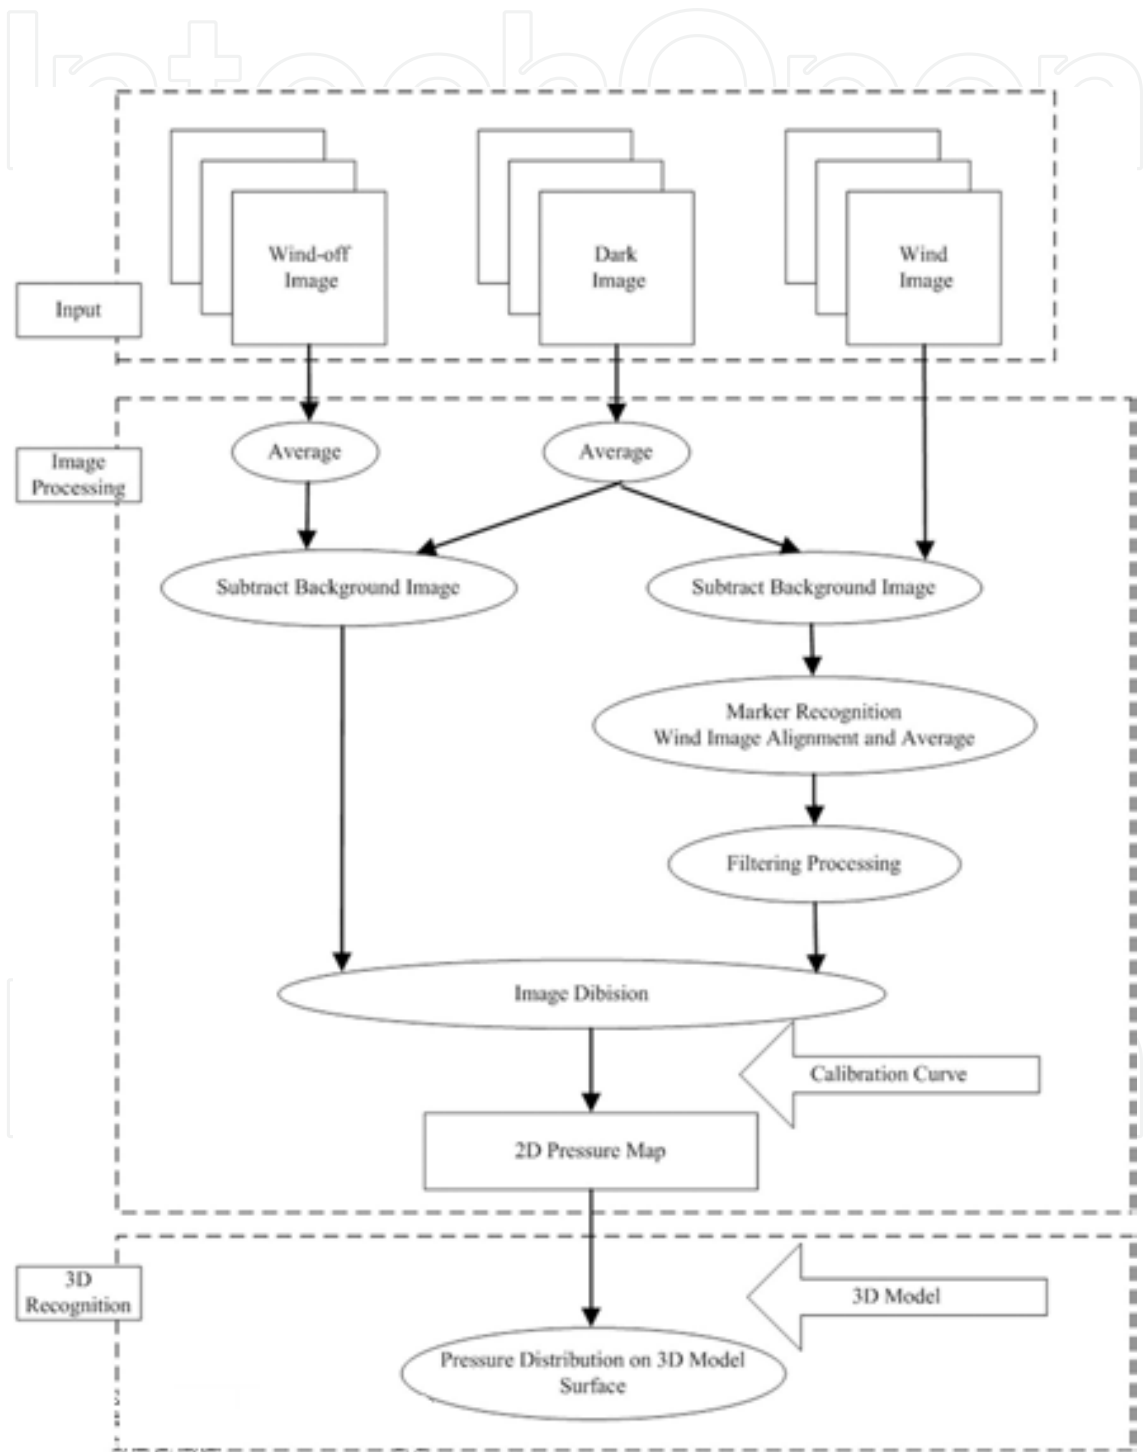 IntechOpen
Wind-off
Image
Dark
Image
Wind
Image
Input
Average
Average
Image
Processing
Subtract Background Image
Subtract Background Image
Marker Recognition
Wind Image Alignment and Average
Filtering Processing
Image Dibision
Calibration Curve
2D Pressure Map
3D
Recognition
3D Model
Pressure Distribution on 3D Model
Surface